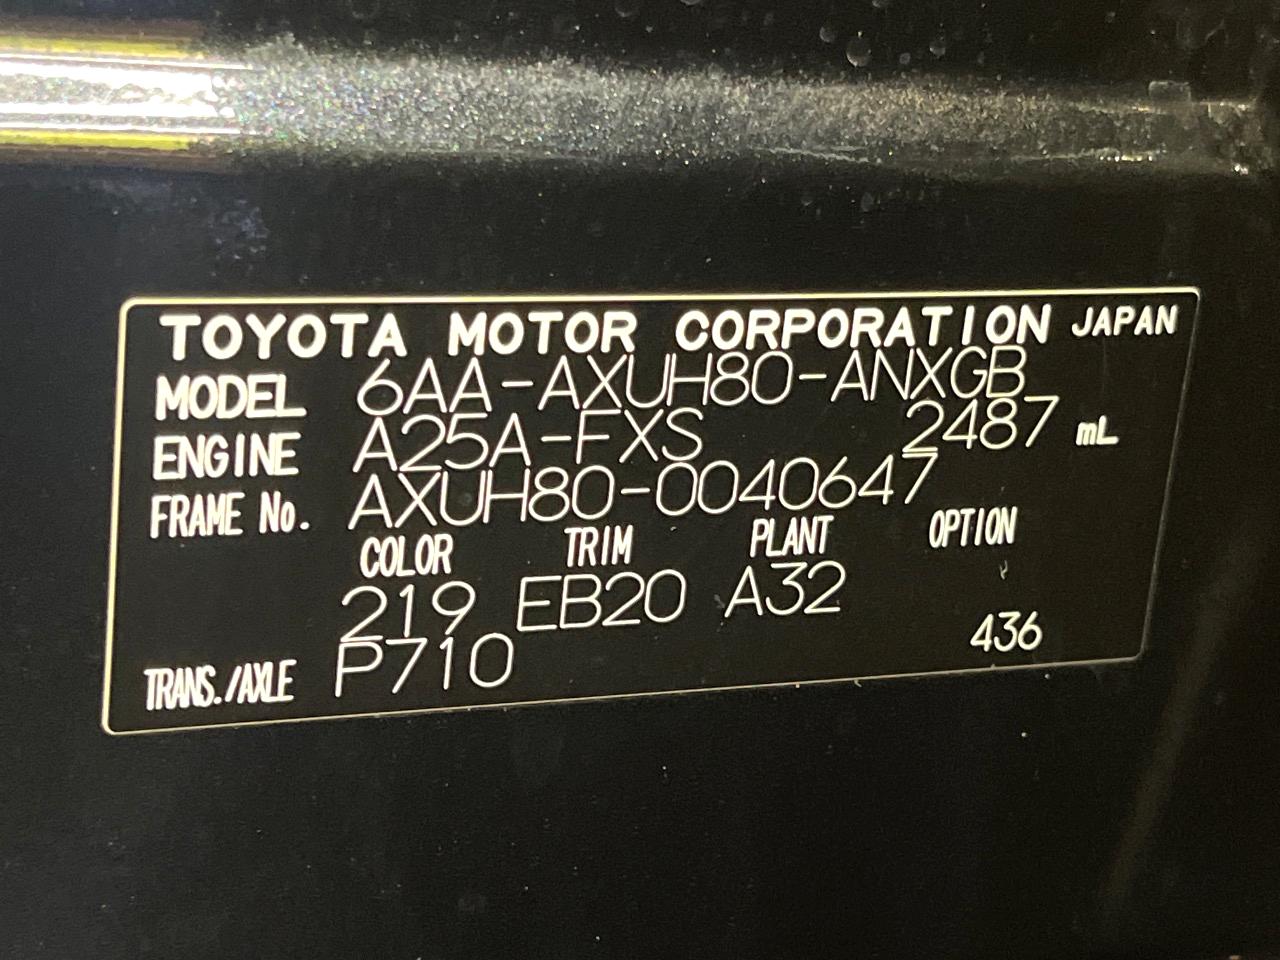 TOYOTA MOTOR CORPORATION JAPAN
MODEL 6AA-AXUH80-ANXGB
ENGINE A25A-FXS 2487 mL
FRAME No. AXUH80-0040647
COLOR TRIM PLANT OPTION
219 EB20 A32
TRANS./AXLE P710 436